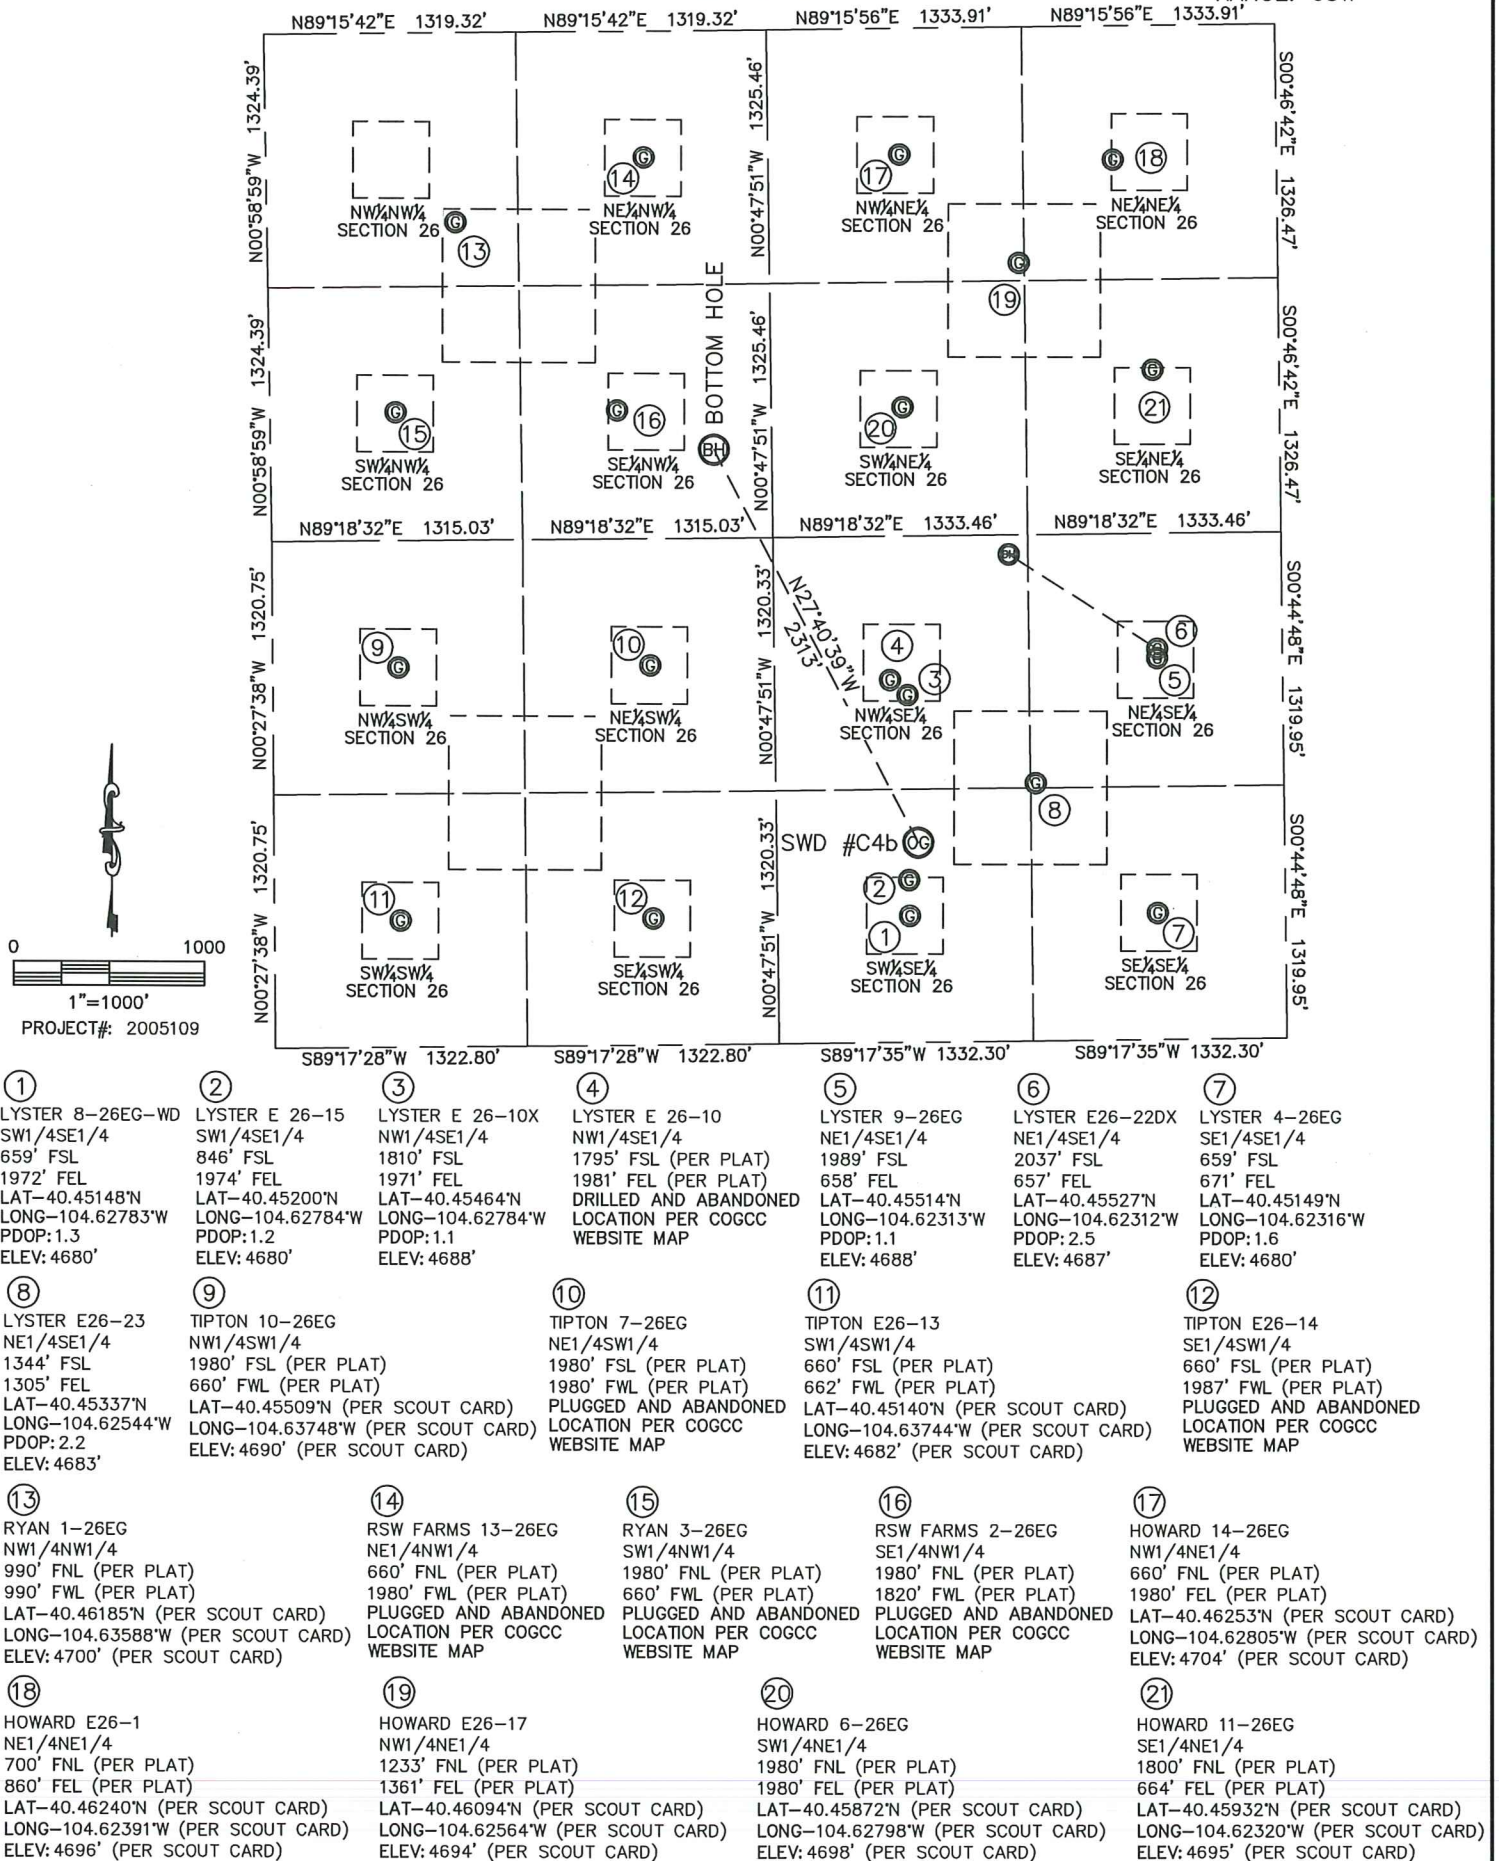 N89°15'42"E 1319.32' N89°15'42"E 1319.32' N89°15'56"E 1333.91' N89°15'56"E 1333.91'
N00°58'59"W 1324.39'
N00°47'51"W 1325.46'
S00°46'42"E 1326.47'
14
17
18
G
G
G
NW1/4NW1/4
SECTION 26
NE1/4NW1/4
SECTION 26
NW1/4NE1/4
SECTION 26
NE1/4NE1/4
SECTION 26
G
13
G
19
BOTTOM HOLE
N00°58'59"W 1324.39'
N00°47'51"W 1325.46'
S00°46'42"E 1326.47'
G
15
G
16
BH
G
20
G
21
SW1/4NW1/4
SECTION 26
SE1/4NW1/4
SECTION 26
SW1/4NE1/4
SECTION 26
SE1/4NE1/4
SECTION 26
N89°18'32"E 1315.03' N89°18'32"E 1315.03' N89°18'32"E 1333.46' N89°18'32"E 1333.46'
BH
N00°27'38"W 1320.75'
N00°47'51"W 1320.33'
S00°44'48"E 1319.95'
N27°40'39"W
2313'
9
G
10
G
4
G
3
G
6
G
5
G
NW1/4SW1/4
SECTION 26
NE1/4SW1/4
SECTION 26
NW1/4SE1/4
SECTION 26
NE1/4SE1/4
SECTION 26
G
8
N00°27'38"W 1320.75'
N00°47'51"W 1320.33'
S00°44'48"E 1319.95'
SWD #C4b OG
11
G
12
G
2
G
1
G
G
7
SW1/4SW1/4
SECTION 26
SE1/4SW1/4
SECTION 26
SW1/4SE1/4
SECTION 26
SE1/4SE1/4
SECTION 26
0 1000
1"=1000'
PROJECT#: 2005109
S89°17'28"W 1322.80' S89°17'28"W 1322.80' S89°17'35"W 1332.30' S89°17'35"W 1332.30'
1
LYSTER 8-26EG-WD
SW1/4SE1/4
659' FSL
1972' FEL
LAT-40.45148°N
LONG-104.62783°W
PDOP:1.3
ELEV:4680'
2
LYSTER E 26-15
SW1/4SE1/4
846' FSL
1974' FEL
LAT-40.45200°N
LONG-104.62784°W
PDOP:1.2
ELEV:4680'
3
LYSTER E 26-10X
NW1/4SE1/4
1810' FSL
1971' FEL
LAT-40.45464°N
LONG-104.62784°W
PDOP:1.1
ELEV:4688'
4
LYSTER E 26-10
NW1/4SE1/4
1795' FSL (PER PLAT)
1981' FEL (PER PLAT)
DRILLED AND ABANDONED
LOCATION PER COGCC
WEBSITE MAP
5
LYSTER 9-26EG
NE1/4SE1/4
1989' FSL
658' FEL
LAT-40.45514°N
LONG-104.62313°W
PDOP:1.1
ELEV:4688'
6
LYSTER E26-22DX
NE1/4SE1/4
2037' FSL
657' FEL
LAT-40.45527°N
LONG-104.62312°W
PDOP:2.5
ELEV:4687'
7
LYSTER 4-26EG
SE1/4SE1/4
659' FSL
671' FEL
LAT-40.45149°N
LONG-104.62316°W
PDOP:1.6
ELEV:4680'
8
LYSTER E26-23
NE1/4SE1/4
1344' FSL
1305' FEL
LAT-40.45337°N
LONG-104.62544°W
PDOP:2.2
ELEV:4683'
9
TIPTON 10-26EG
NW1/4SW1/4
1980' FSL (PER PLAT)
660' FWL (PER PLAT)
LAT-40.45509°N (PER SCOUT CARD)
LONG-104.63748°W (PER SCOUT CARD)
ELEV:4690' (PER SCOUT CARD)
10
TIPTON 7-26EG
NE1/4SW1/4
1980' FSL (PER PLAT)
1980' FWL (PER PLAT)
PLUGGED AND ABANDONED
LOCATION PER COGCC
WEBSITE MAP
11
TIPTON E26-13
SW1/4SW1/4
660' FSL (PER PLAT)
662' FWL (PER PLAT)
LAT-40.45140°N (PER SCOUT CARD)
LONG-104.63744°W (PER SCOUT CARD)
ELEV:4682' (PER SCOUT CARD)
12
TIPTON E26-14
SE1/4SW1/4
660' FSL (PER PLAT)
1987' FWL (PER PLAT)
PLUGGED AND ABANDONED
LOCATION PER COGCC
WEBSITE MAP
13
RYAN 1-26EG
NW1/4NW1/4
990' FNL (PER PLAT)
990' FWL (PER PLAT)
LAT-40.46185°N (PER SCOUT CARD)
LONG-104.63588°W (PER SCOUT CARD)
ELEV:4700' (PER SCOUT CARD)
14
RSW FARMS 13-26EG
NE1/4NW1/4
660' FNL (PER PLAT)
1980' FWL (PER PLAT)
PLUGGED AND ABANDONED
LOCATION PER COGCC
WEBSITE MAP
15
RYAN 3-26EG
SW1/4NW1/4
1980' FNL (PER PLAT)
660' FWL (PER PLAT)
PLUGGED AND ABANDONED
LOCATION PER COGCC
WEBSITE MAP
16
RSW FARMS 2-26EG
SE1/4NW1/4
1980' FNL (PER PLAT)
1820' FWL (PER PLAT)
PLUGGED AND ABANDONED
LOCATION PER COGCC
WEBSITE MAP
17
HOWARD 14-26EG
NW1/4NE1/4
660' FNL (PER PLAT)
1980' FEL (PER PLAT)
LAT-40.46253°N (PER SCOUT CARD)
LONG-104.62805°W (PER SCOUT CARD)
ELEV:4704' (PER SCOUT CARD)
18
HOWARD E26-1
NE1/4NE1/4
700' FNL (PER PLAT)
860' FEL (PER PLAT)
LAT-40.46240°N (PER SCOUT CARD)
LONG-104.62391°W (PER SCOUT CARD)
ELEV:4696' (PER SCOUT CARD)
19
HOWARD E26-17
NW1/4NE1/4
1233' FNL (PER PLAT)
1361' FEL (PER PLAT)
LAT-40.46094°N (PER SCOUT CARD)
LONG-104.62564°W (PER SCOUT CARD)
ELEV:4694' (PER SCOUT CARD)
20
HOWARD 6-26EG
SW1/4NE1/4
1980' FNL (PER PLAT)
1980' FEL (PER PLAT)
LAT-40.45872°N (PER SCOUT CARD)
LONG-104.62798°W (PER SCOUT CARD)
ELEV:4698' (PER SCOUT CARD)
21
HOWARD 11-26EG
SE1/4NE1/4
1800' FNL (PER PLAT)
664' FEL (PER PLAT)
LAT-40.45932°N (PER SCOUT CARD)
LONG-104.62320°W (PER SCOUT CARD)
ELEV:4695' (PER SCOUT CARD)